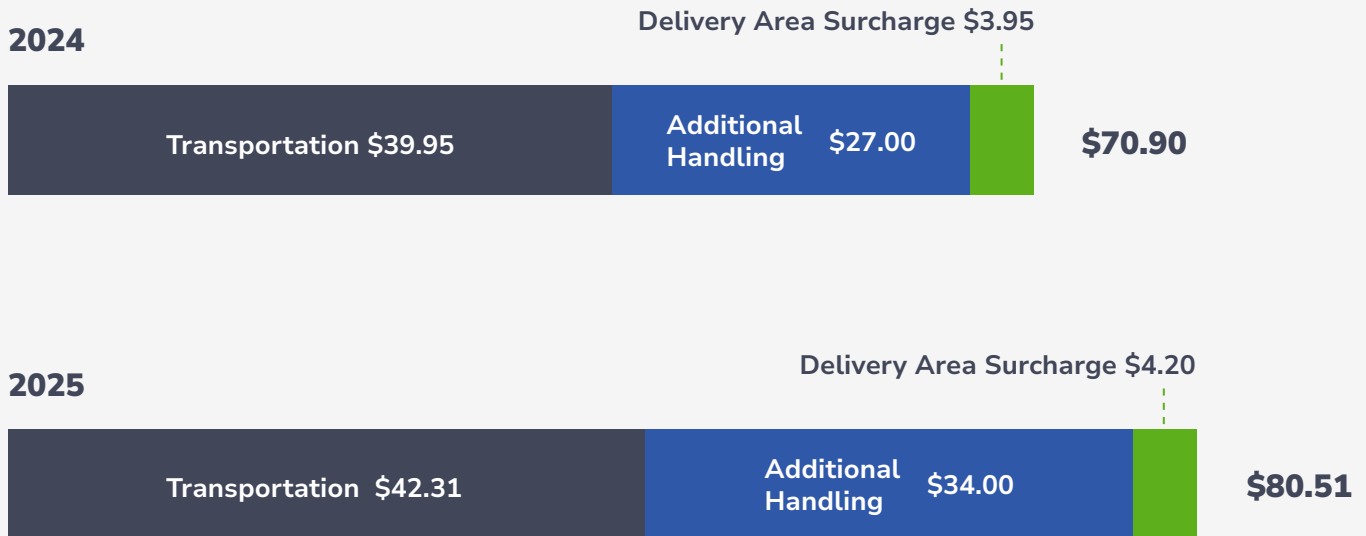 Delivery Area Surcharge $3.95
2024
Transportation $39.95
Additional
Handling
$27.00
$70.90
Delivery Area Surcharge $4.20
2025
Transportation $42.31
Additional
Handling
$34.00
$80.51